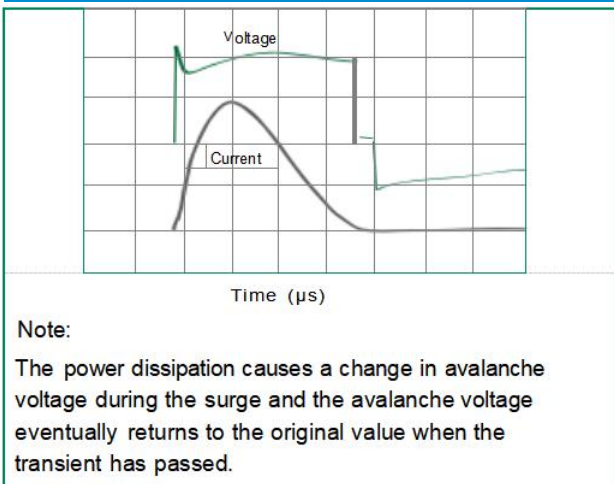 Voltage
Current
Time (µs)
Note:
The power dissipation causes a change in avalanche
voltage during the surge and the avalanche voltage
eventually returns to the original value when the
transient has passed.